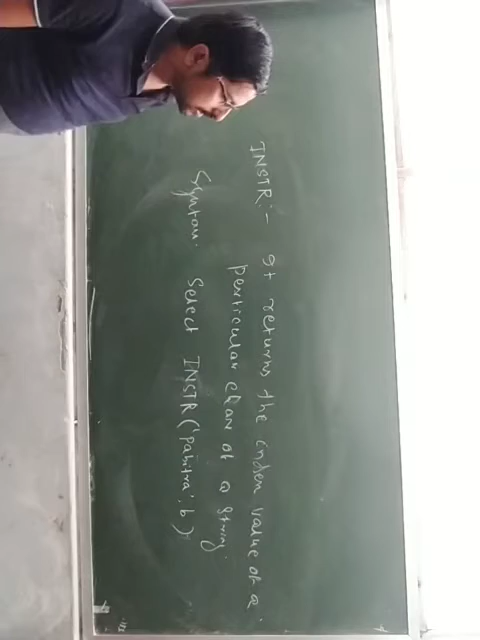 INSTR:- It returns the index value of a
particular char of a string.
Syntax: Select INSTR('Pabitra', b);